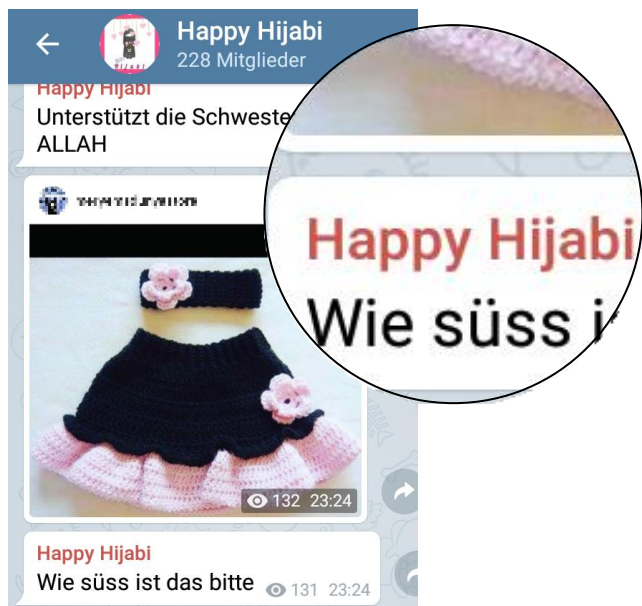 Happy Hijabi
228 Mitglieder
Happy Hijabi
Unterstützt die Schweste
ALLAH
132 23:24
Happy Hijabi
Wie süss ist das bitte
131 23:24
Happy Hijabi
Wie süss i